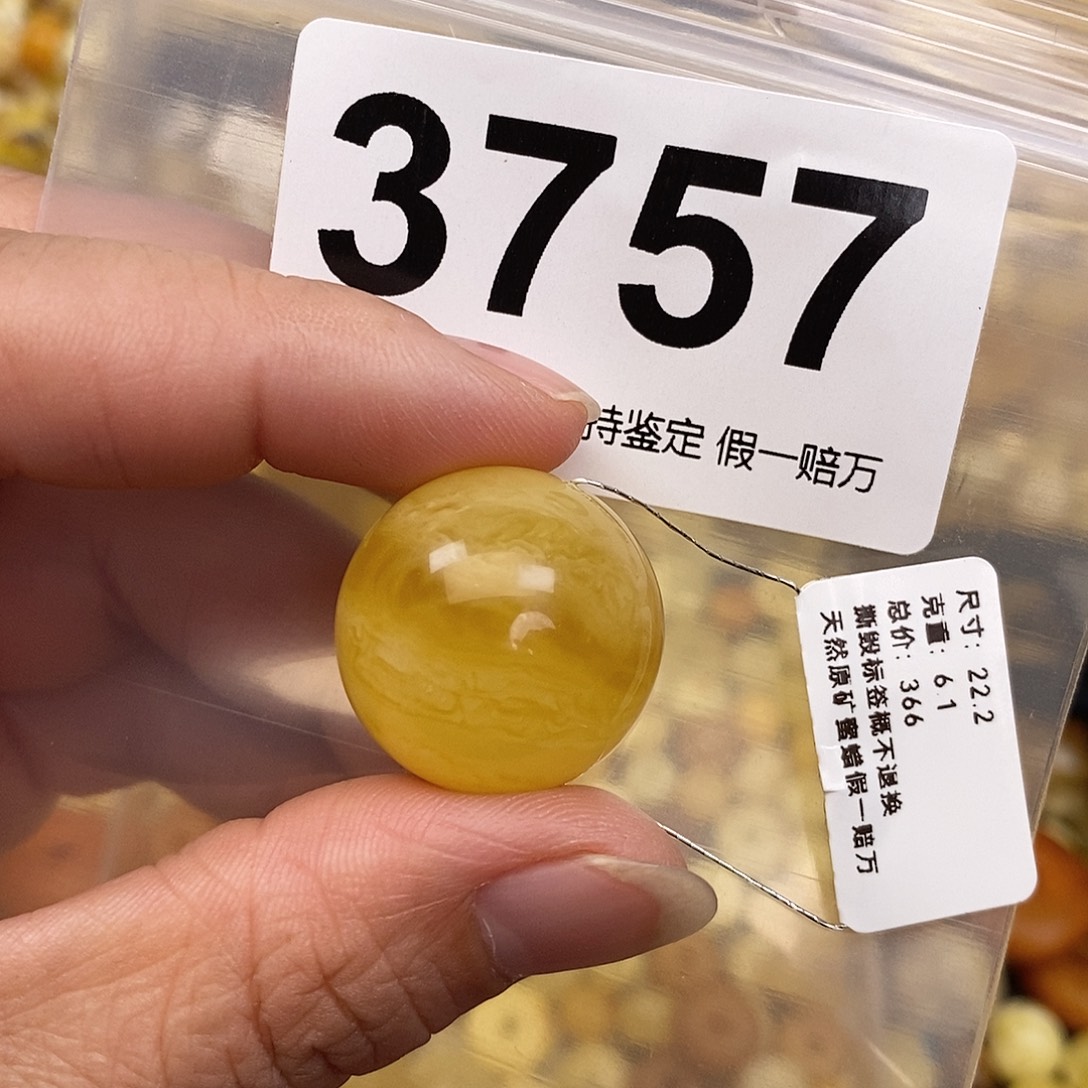 3757
持鉴定 假一赔万
尺寸: 22.2
克重: 6.1
总价: 366
撕毁标签概不退换
天然原矿蜜蜡假一赔万